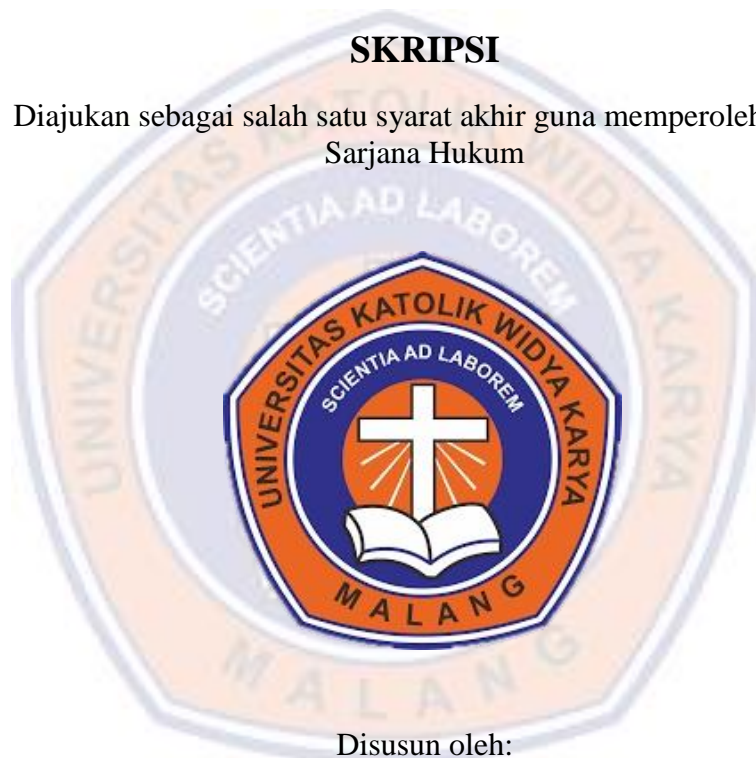 SKRIPSI
Diajukan sebagai salah satu syarat akhir guna memperoleh
Sarjana Hukum
UNIVERSITAS KATOLIK WIDYA KARYA
SCIENTIA AD LABOREM
MALANG
Disusun oleh: